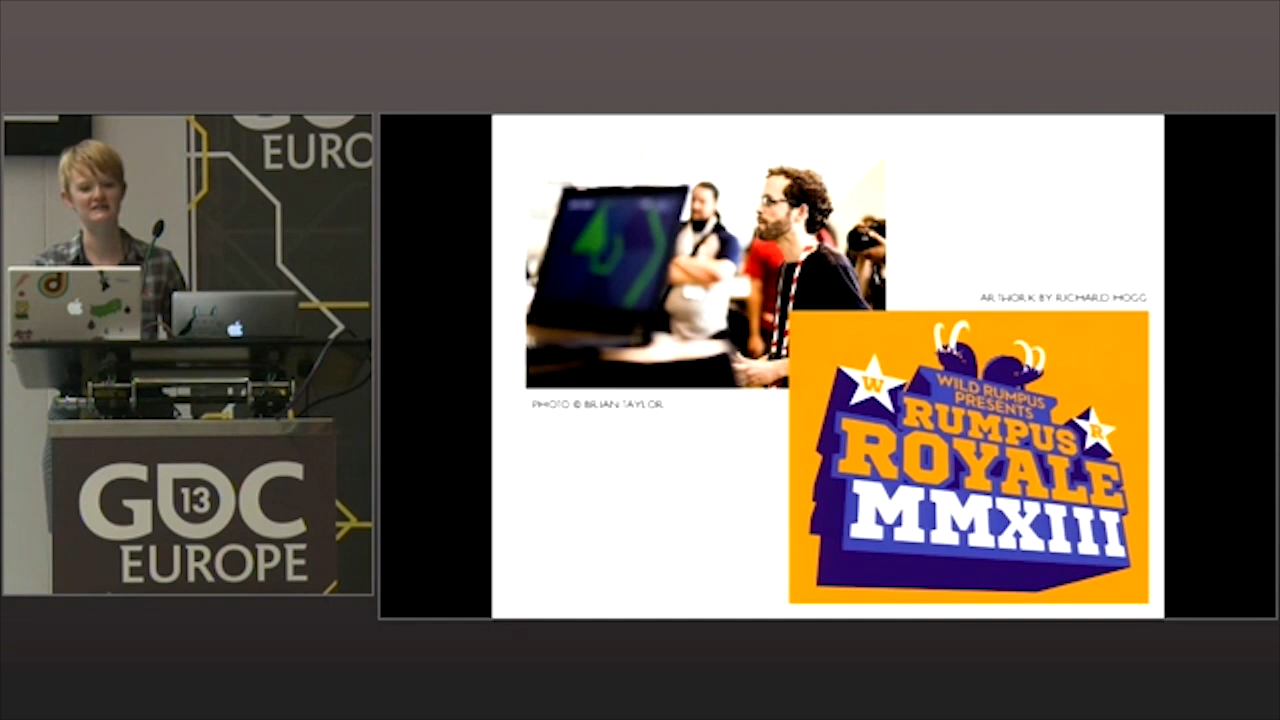 EURO
GDC
13
EUROPE
PHOTO © BRIAN TAYLOR
ARTWORK BY RICHARD HOGG
W
WILD RUMPUS
PRESENTS
R
RUMPUS
ROYALE
MMXIII